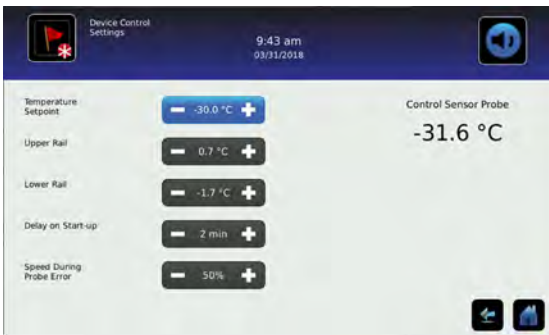 Device Control
Settings
9:43 am
03/31/2018
Temperature
Setpoint
-30.0 °C
Control Sensor Probe
-31.6 °C
Upper Rail
0.7 °C
Lower Rail
-1.7 °C
Delay on Start-up
2 min
Speed During
Probe Error
50%